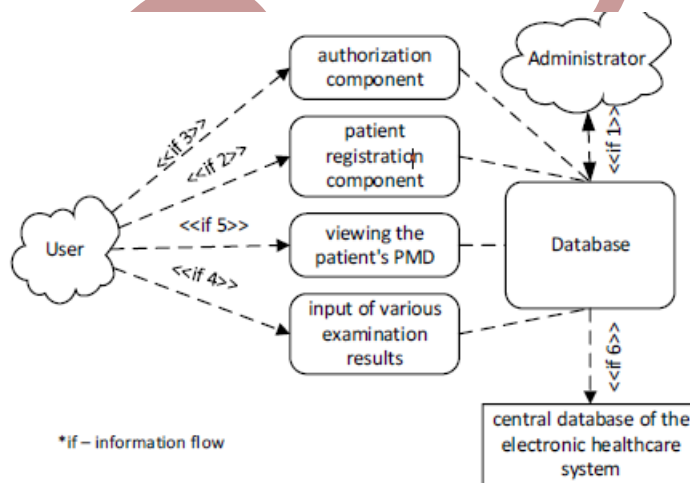 authorization
component
Administrator
<<if 3>>
<<if 1>>
patient
registration
component
<<if 2>>
User
<<if 5>>
viewing the
patient's PMD
Database
<<if 4>>
input of various
examination
results
<<if 6>>
*if – information flow
central database of the
electronic healthcare
system